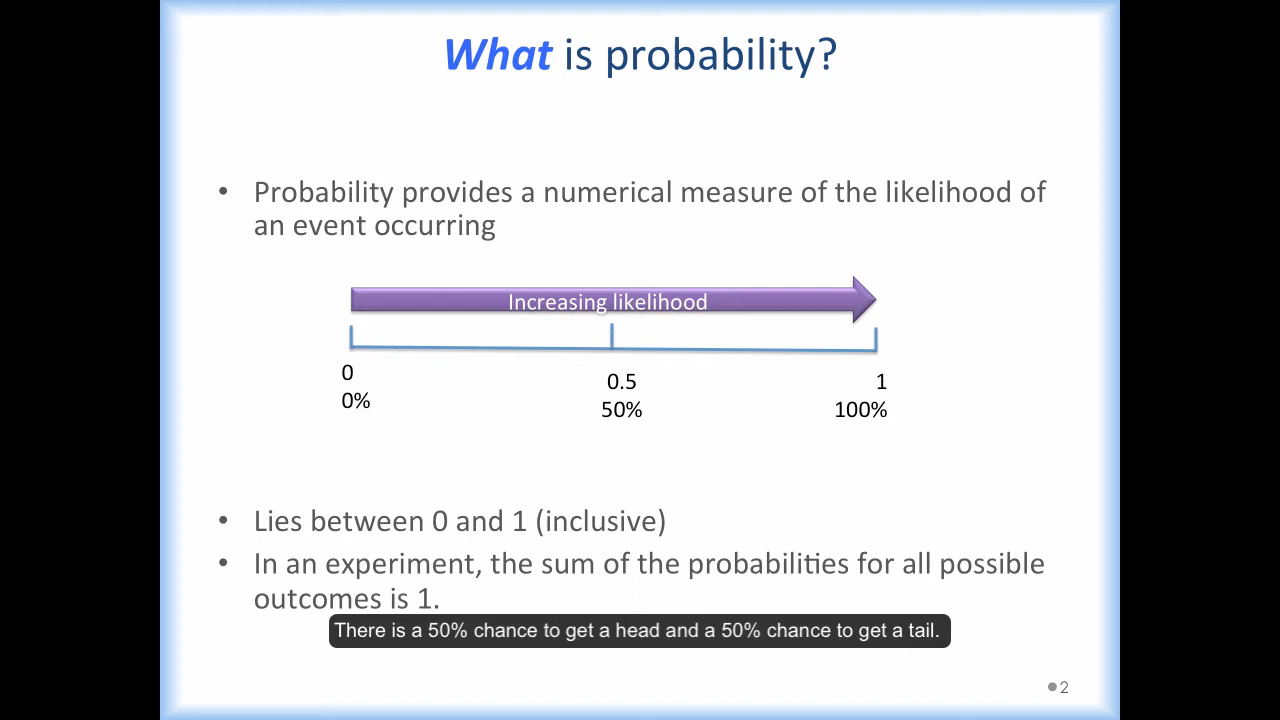 What is probability?
• Probability provides a numerical measure of the likelihood of
an event occurring
Increasing likelihood
0 0.5 1
0% 50% 100%
• Lies between 0 and 1 (inclusive)
• In an experiment, the sum of the probabilities for all possible
outcomes is 1.
There is a 50% chance to get a head and a 50% chance to get a tail.
2